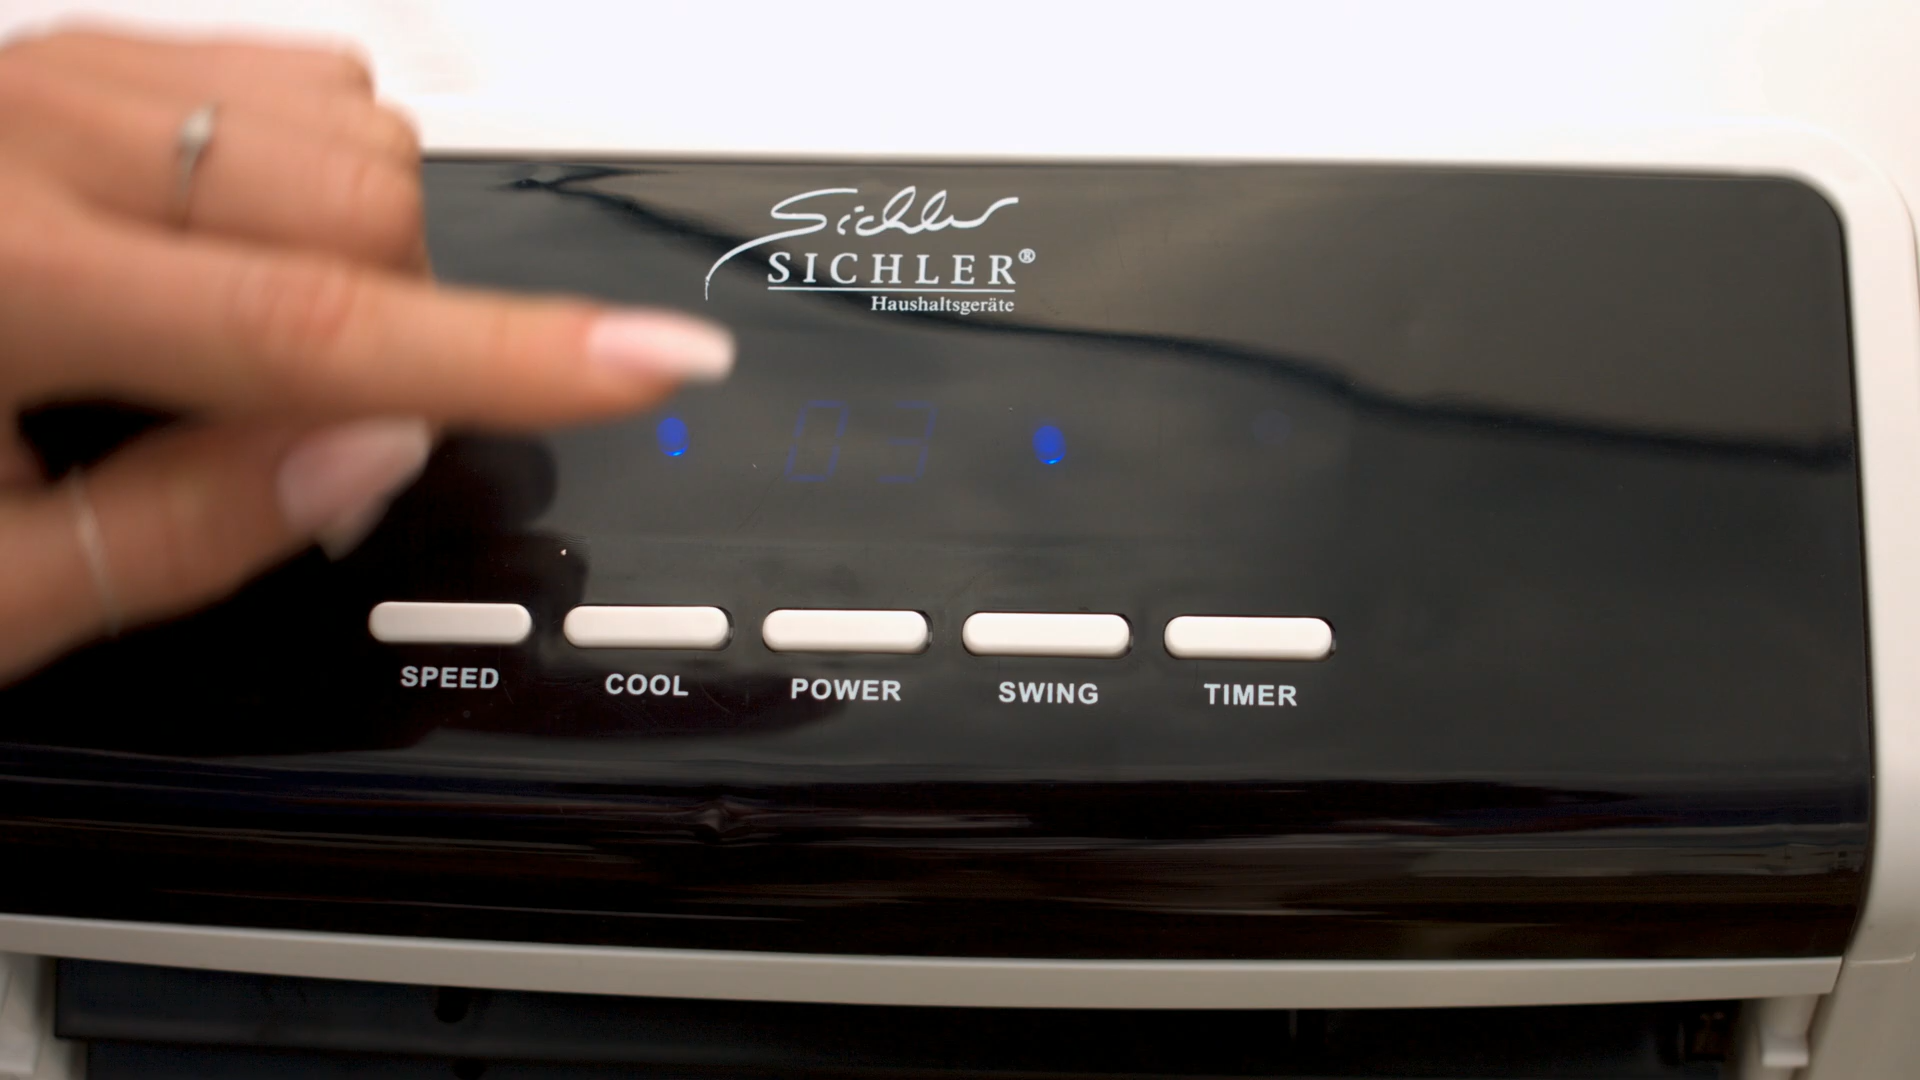 Sichler
SICHLER®
Haushaltsgeräte
03
SPEED COOL POWER SWING TIMER